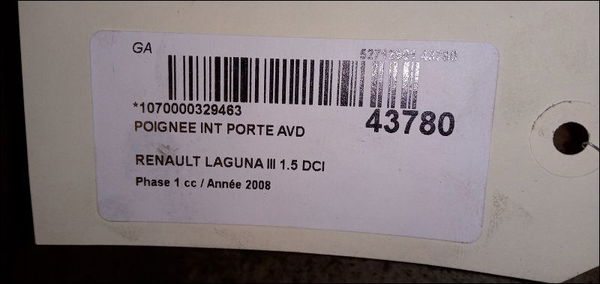 GA
*1070000329463
43780
POIGNEE INT PORTE AVD
RENAULT LAGUNA III 1.5 DCI
Phase 1 cc / Année 2008